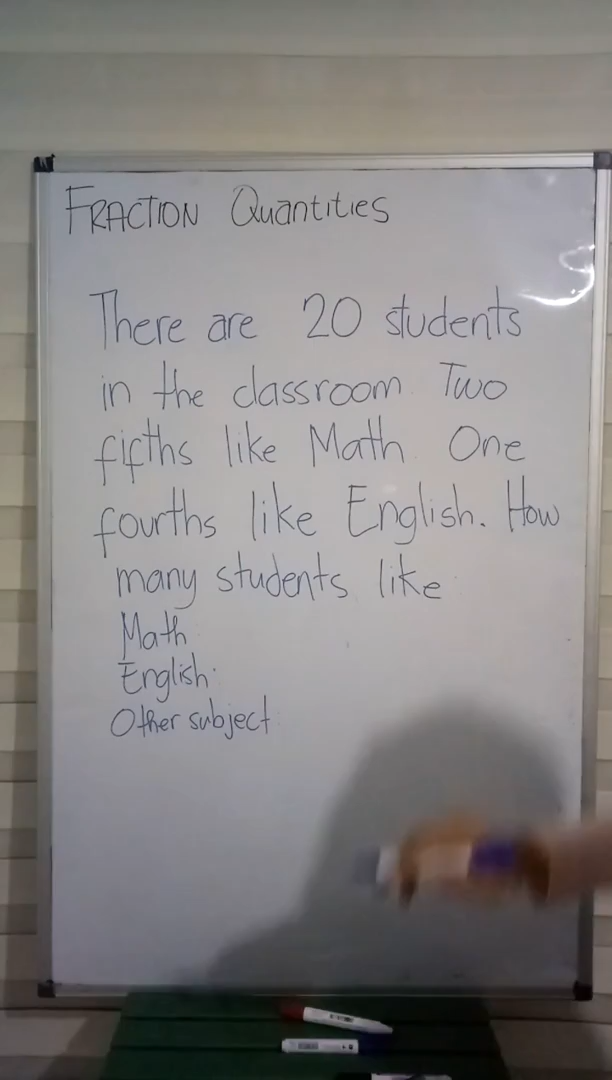 FRACTION Quantities
There are 20 students
in the classroom. Two
fifths like Math. One
fourths like English. How
many students like
Math
English.
Other subject